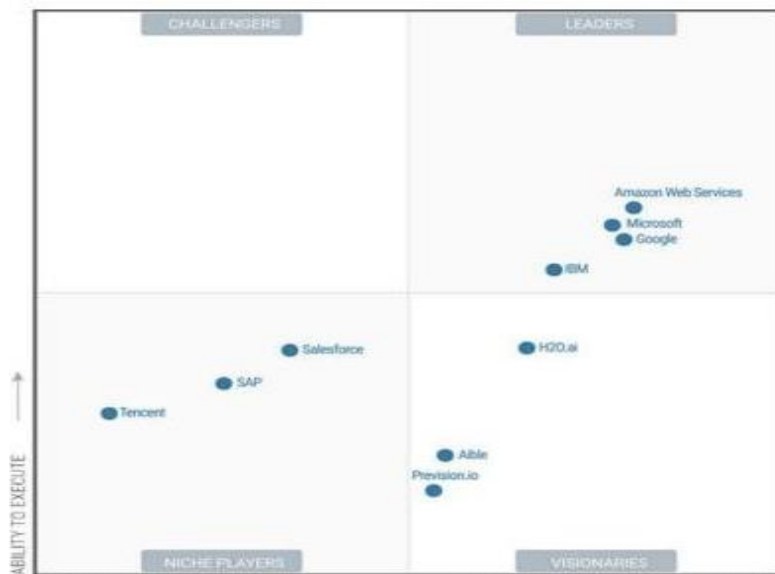 CHALLENGERS
LEADERS
Amazon Web Services
Microsoft
Google
IBM
Salesforce
H2O.ai
SAP
Tencent
Aible
Prevision.io
NICHE PLAYERS
VISIONARIES
ABILITY TO EXECUTE